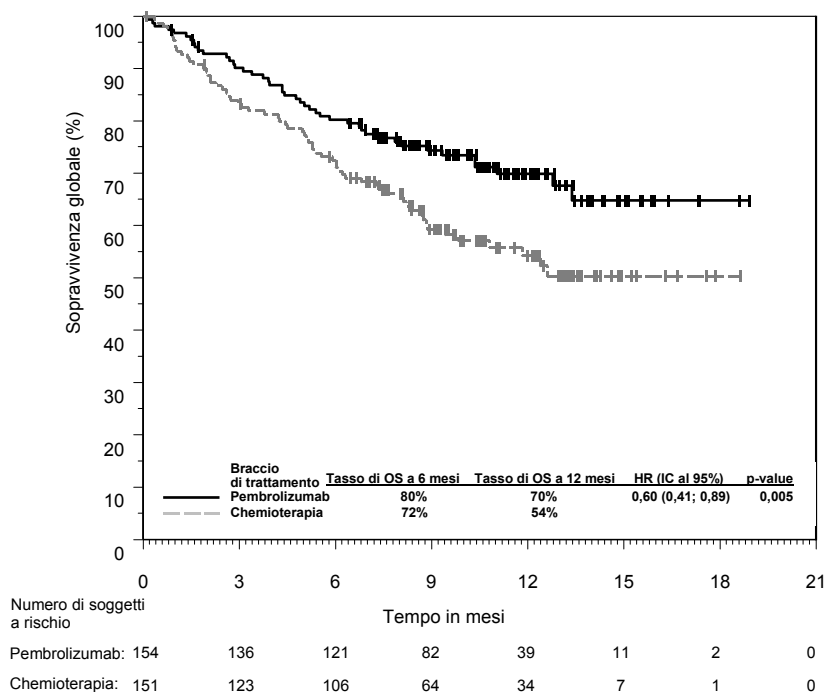 100
90
80
70
60
50
40
30
20
10
0
Sopravvivenza globale (%)
Braccio
di trattamento Tasso di OS a 6 mesi Tasso di OS a 12 mesi HR (IC al 95%) p-value
Pembrolizumab 80% 70% 0,60 (0,41; 0,89) 0,005
Chemioterapia 72% 54%
0 3 6 9 12 15 18 21
Tempo in mesi
Numero di soggetti
a rischio
Pembrolizumab: 154 136 121 82 39 11 2 0
Chemioterapia: 151 123 106 64 34 7 1 0